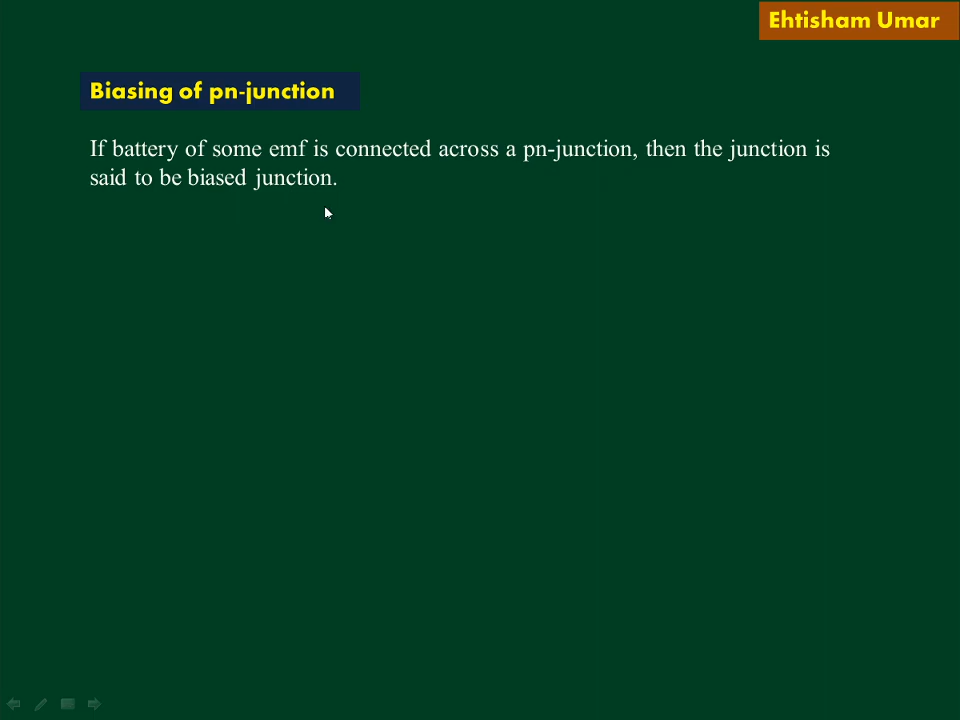 Ehtisham Umar
Biasing of pn-junction
If battery of some emf is connected across a pn-junction, then the junction is
said to be biased junction.